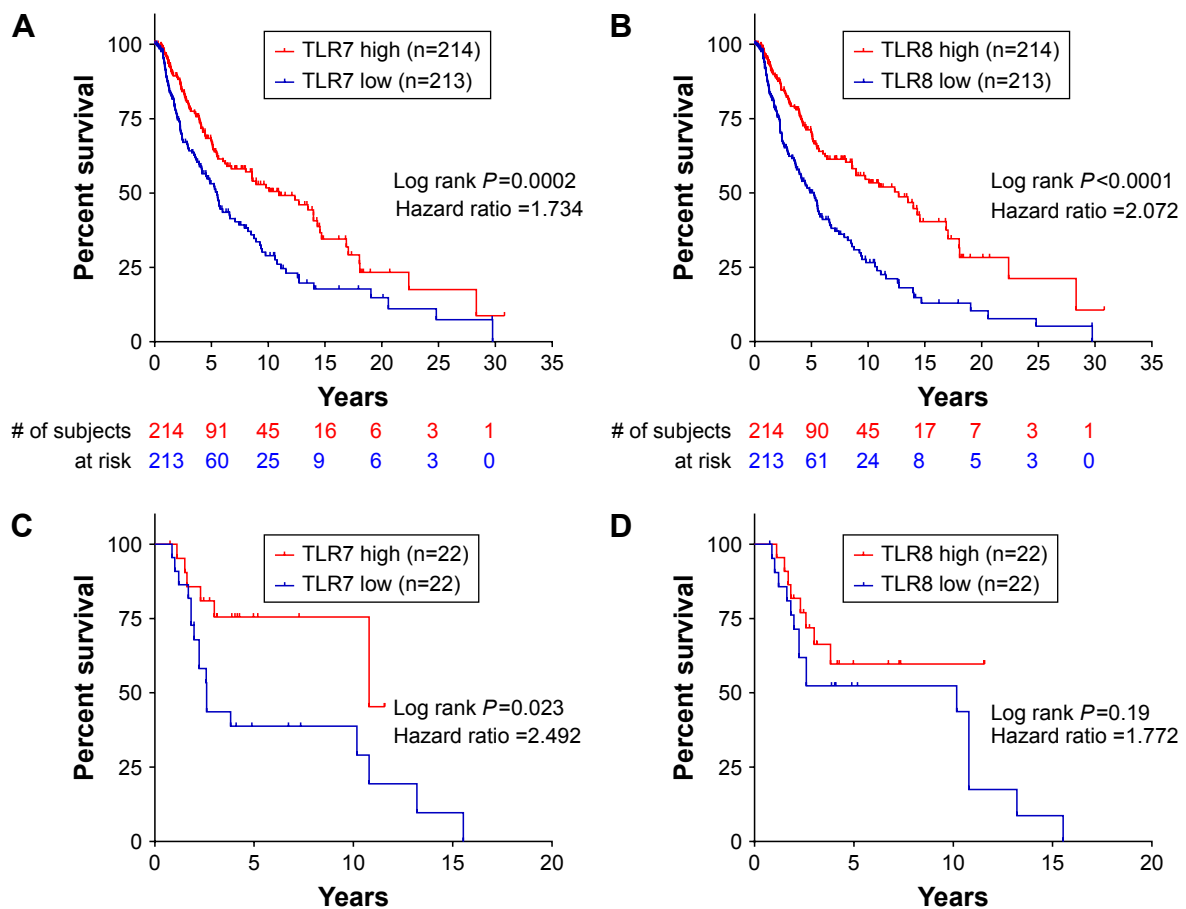 A
Percent survival
100
75
50
25
0
TLR7 high (n=214)
TLR7 low (n=213)
Log rank P=0.0002
Hazard ratio =1.734
0 5 10 15 20 25 30 35
Years
# of subjects 214 91 45 16 6 3 1
at risk 213 60 25 9 6 3 0
B
Percent survival
100
75
50
25
0
TLR8 high (n=214)
TLR8 low (n=213)
Log rank P<0.0001
Hazard ratio =2.072
0 5 10 15 20 25 30 35
Years
# of subjects 214 90 45 17 7 3 1
at risk 213 61 24 8 5 3 0
C
Percent survival
100
75
50
25
0
TLR7 high (n=22)
TLR7 low (n=22)
Log rank P=0.023
Hazard ratio =2.492
0 5 10 15 20
Years
D
Percent survival
100
75
50
25
0
TLR8 high (n=22)
TLR8 low (n=22)
Log rank P=0.19
Hazard ratio =1.772
0 5 10 15 20
Years